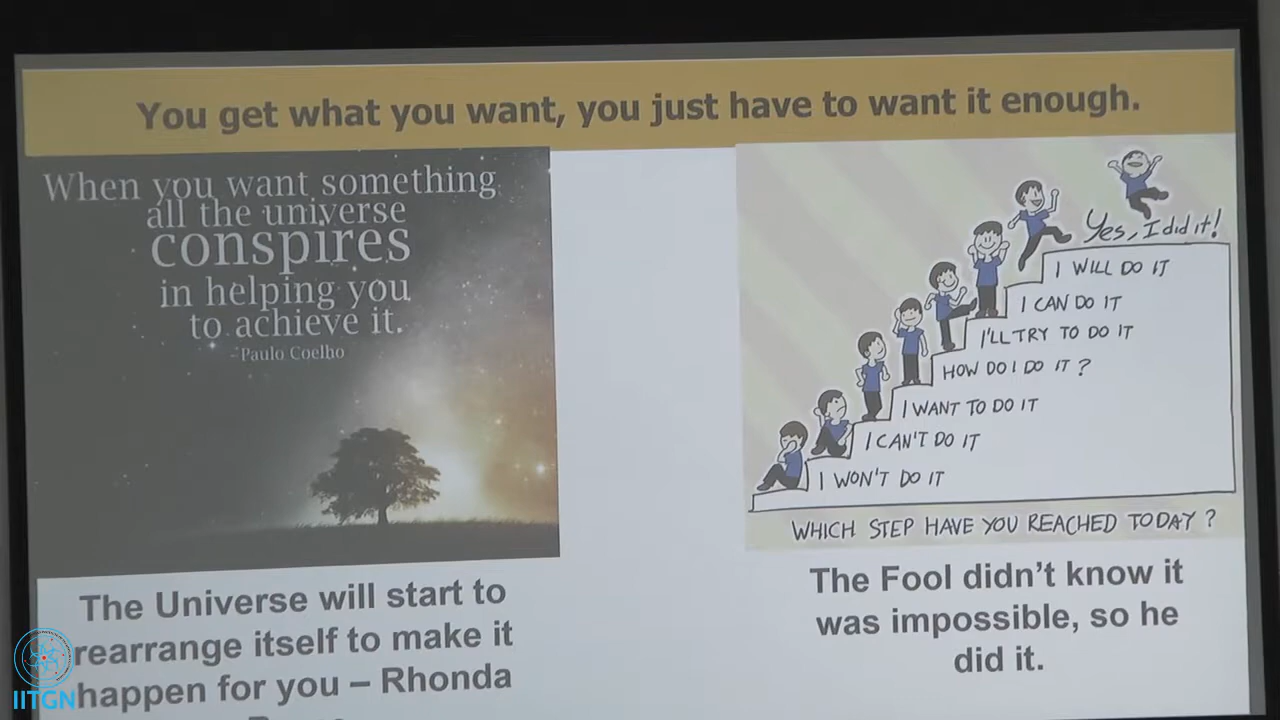 You get what you want, you just have to want it enough.
When you want something
all the universe
conspires
in helping you
to achieve it.
-Paulo Coelho
The Universe will start to
rearrange itself to make it
happen for you – Rhonda
Yes, I did it!
I WILL DO IT
I CAN DO IT
I'LL TRY TO DO IT
HOW DO I DO IT ?
I WANT TO DO IT
I CAN'T DO IT
I WON'T DO IT
WHICH STEP HAVE YOU REACHED TODAY ?
The Fool didn’t know it
was impossible, so he
did it.
IITGN